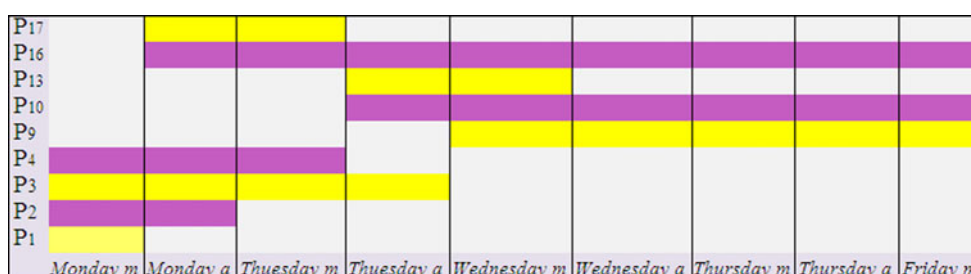 P17
P16
P13
P10
P9
P4
P3
P2
P1
Monday m Monday a Thuesday m Thuesday a Wednesday m Wednesday a Thursday m Thursday a Friday